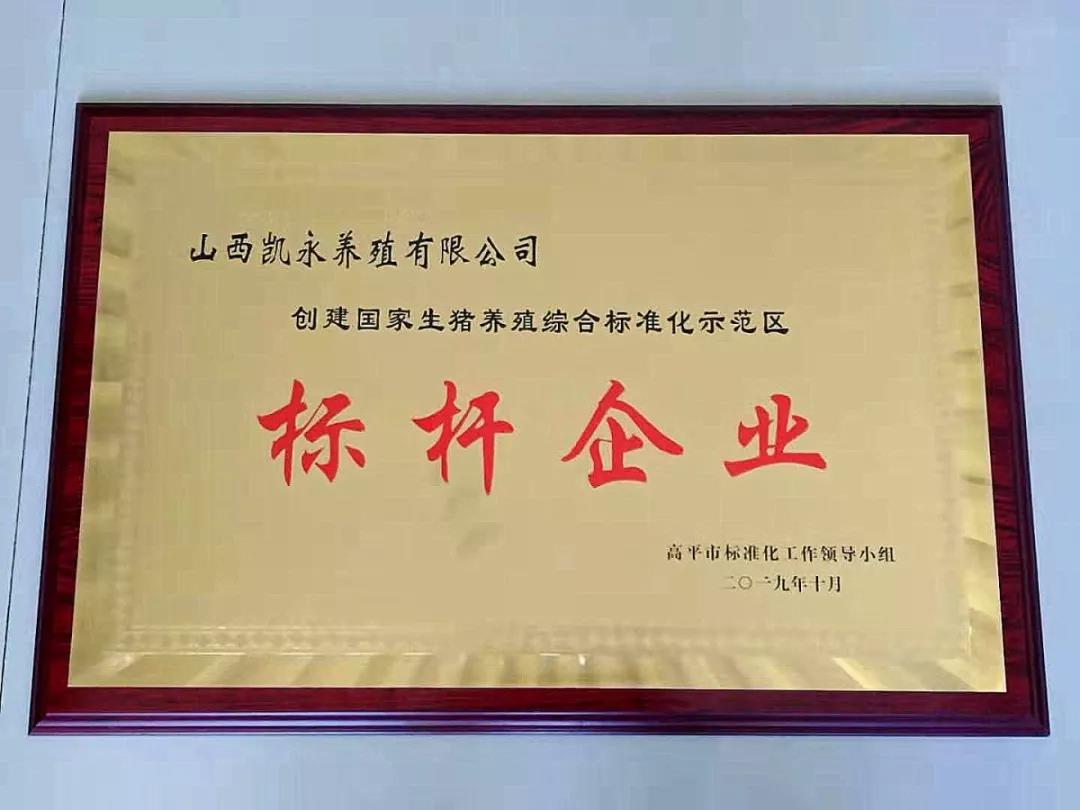 山西凯永养殖有限公司
创建国家生猪养殖综合标准化示范区
标杆企业
高平市标准化工作领导小组
二〇一九年十月